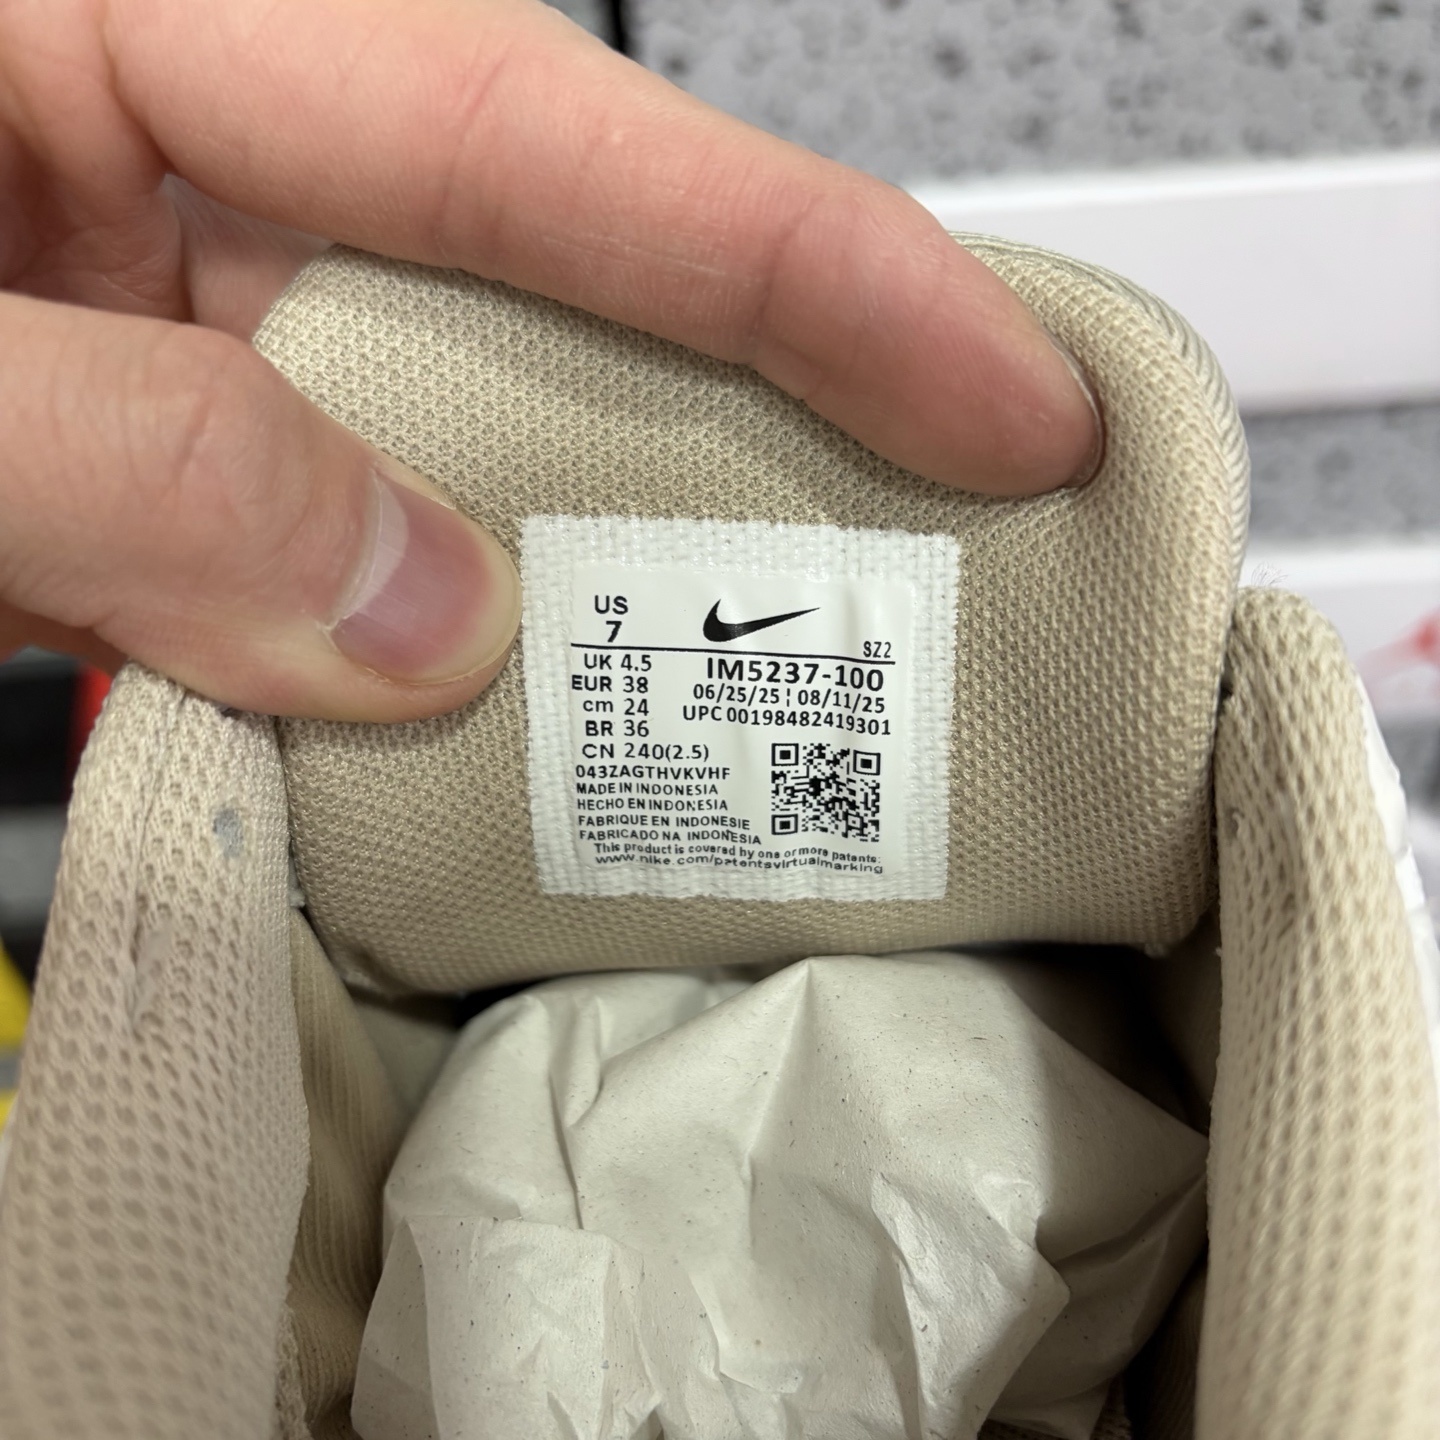 US
7
SZ2
UK 4.5
EUR 38
cm 24
BR 36
CN 240(2.5)
IM5237-100
06/25/25 ¦ 08/11/25
UPC 00198482419301
043ZAGTHVKVHF
MADE IN INDONESIA
HECHO EN INDONESIA
FABRIQUE EN INDONESIE
FABRICADO NA INDONESIA
This product is covered by one or more patents:
www.nike.com/patentsvirtualmarking